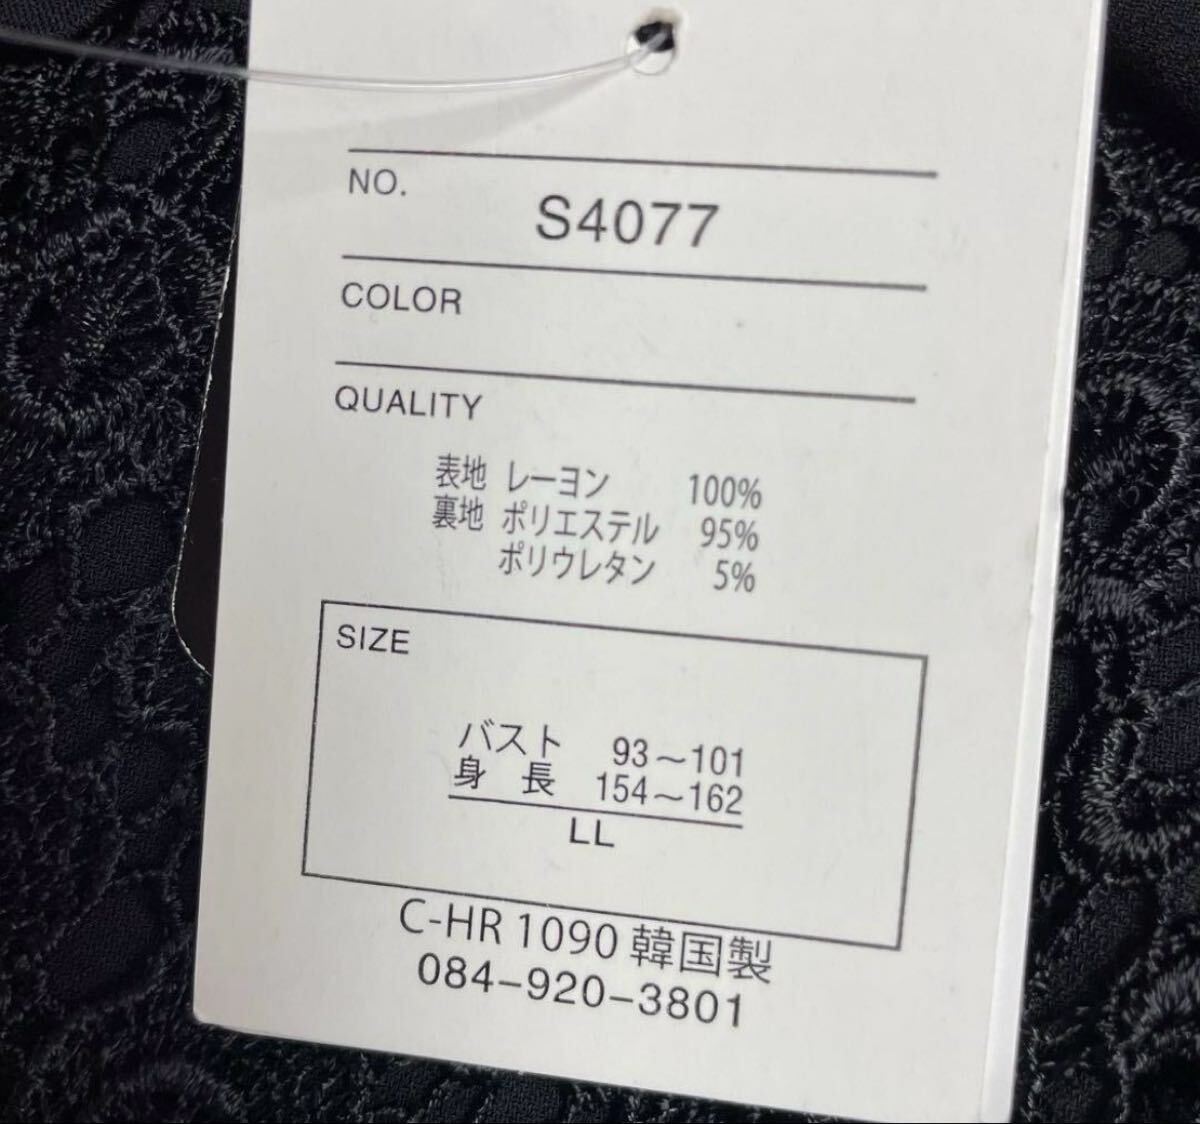 NO.
S4077
COLOR
QUALITY
表地 レーヨン 100%
裏地 ポリエステル 95%
ポリウレタン 5%
SIZE
バスト 93～101
身 長 154～162
LL
C-HR 1090 韓国製
084-920-3801